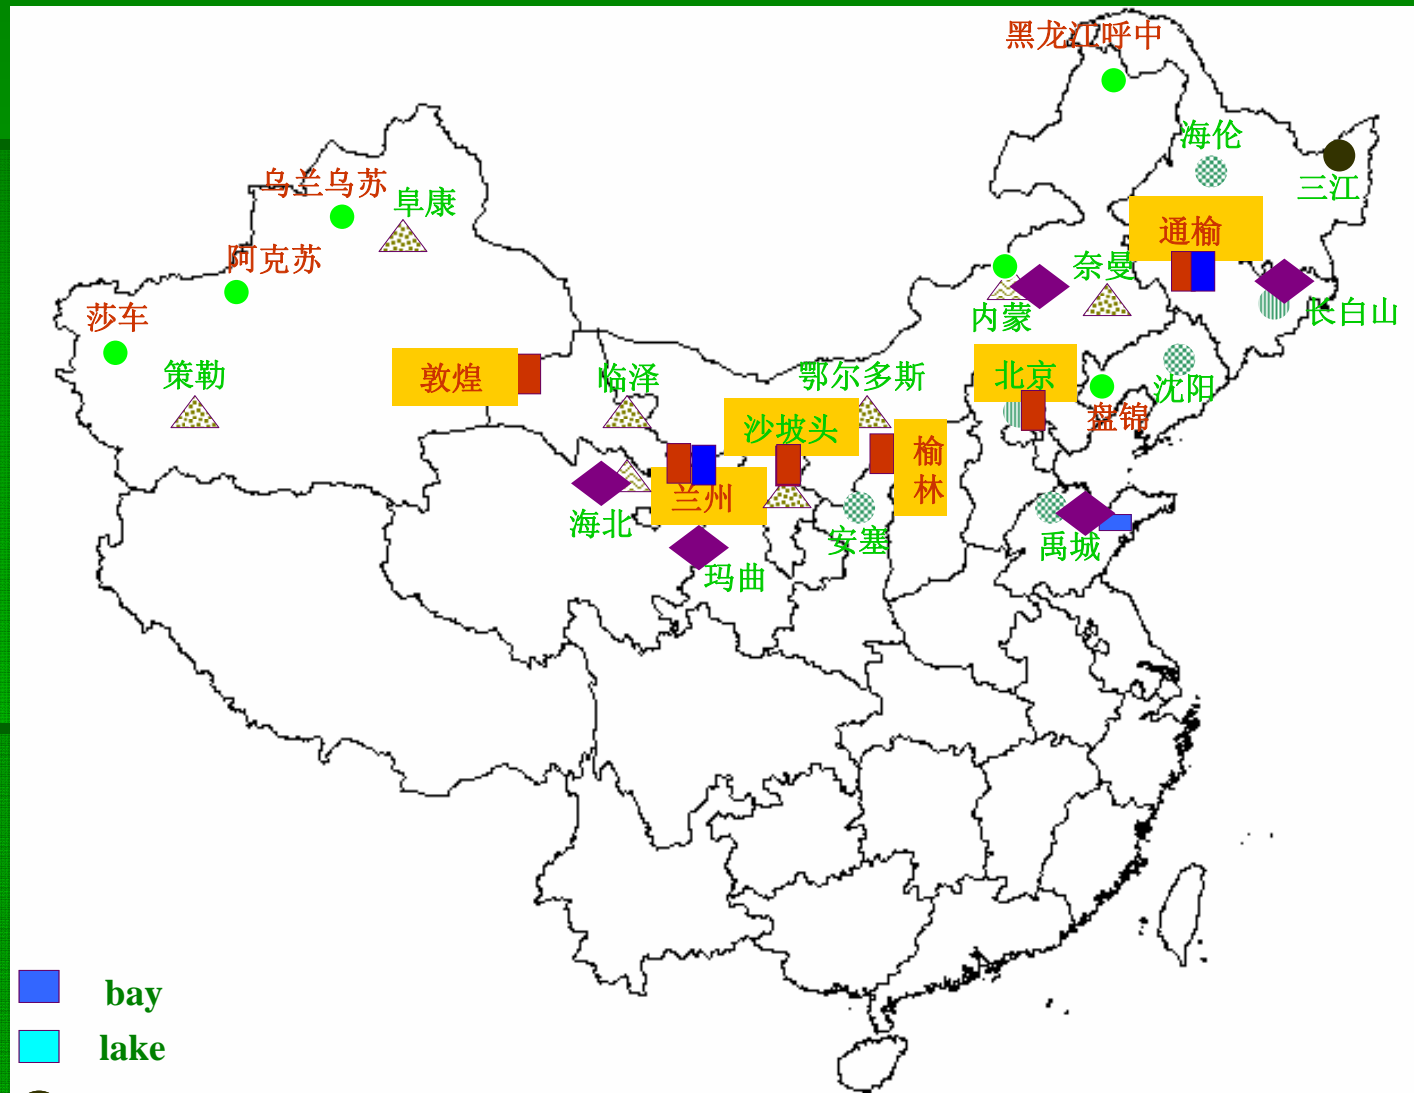 黑龙江呼中
海伦
三江
乌兰乌苏
阜康
通榆
阿克苏
奈曼
莎车
内蒙
长白山
策勒
敦煌
临泽
鄂尔多斯
北京
沈阳
盘锦
沙坡头
榆
林
兰州
海北
安塞
禹城
玛曲
bay
lake